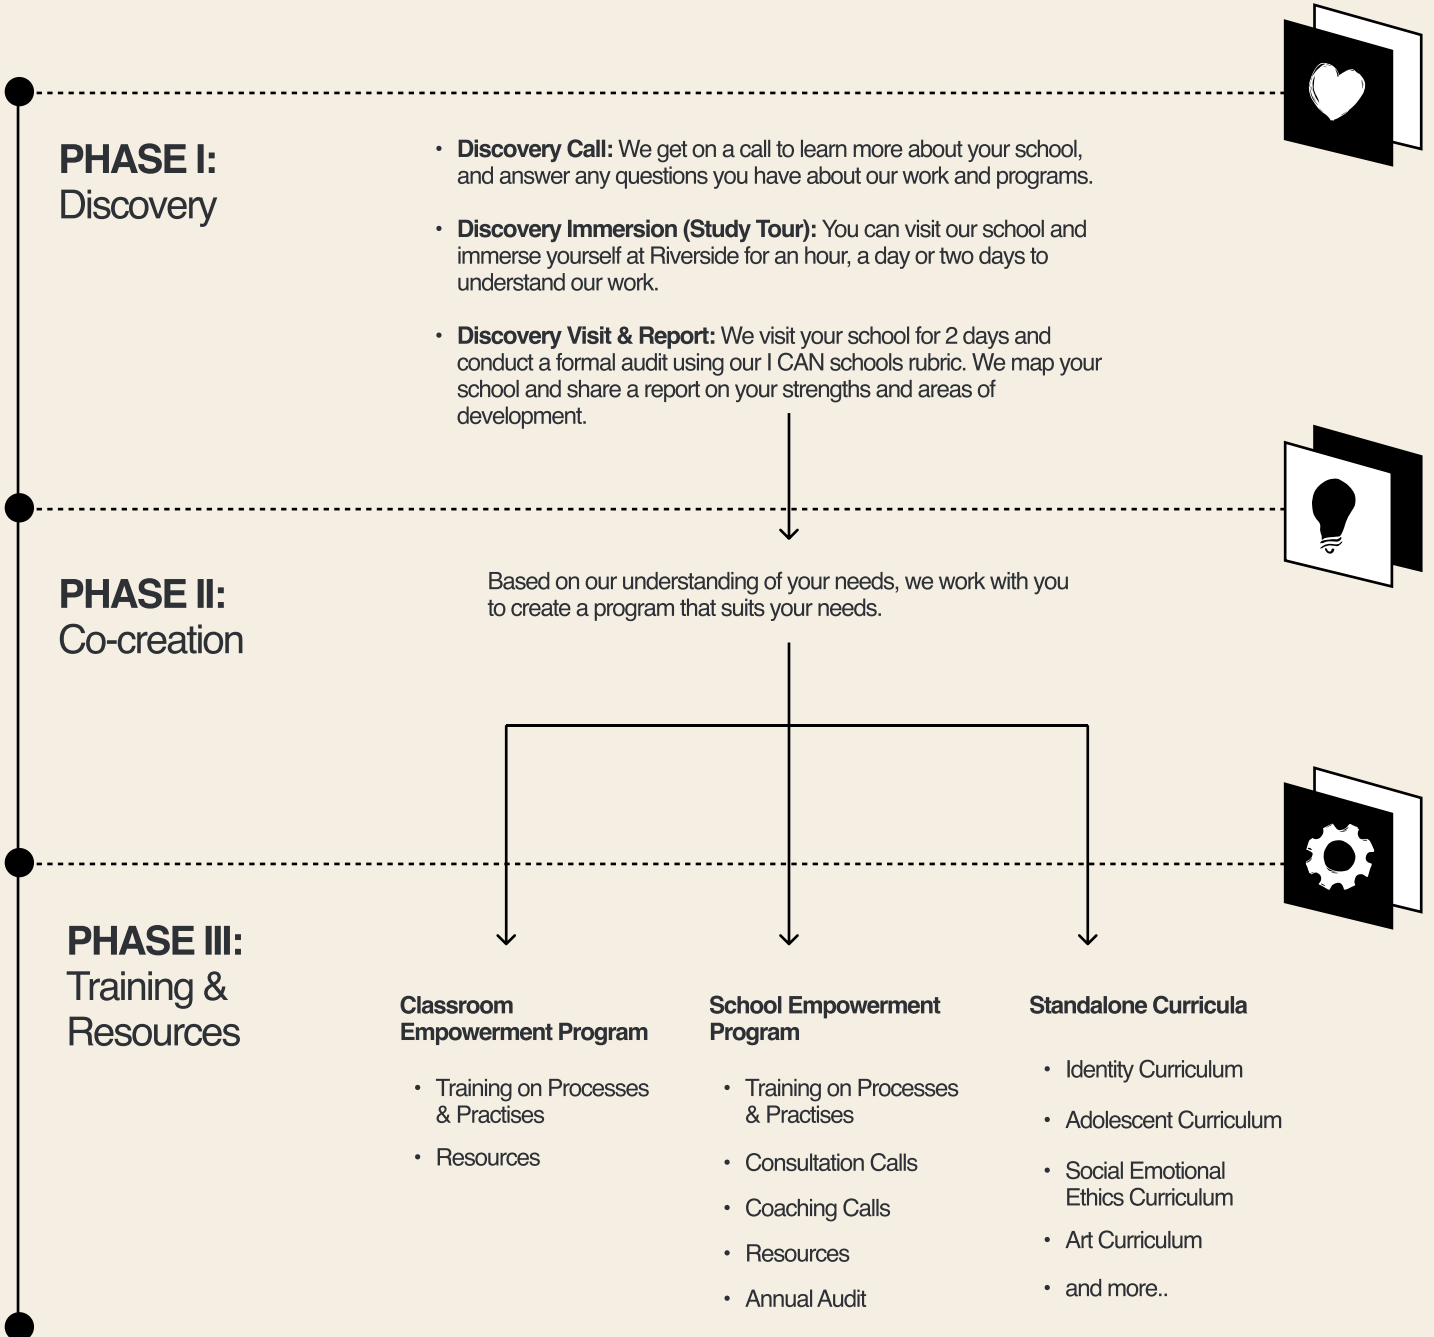 PHASE I:
Discovery
• Discovery Call: We get on a call to learn more about your school,
and answer any questions you have about our work and programs.
• Discovery Immersion (Study Tour): You can visit our school and
immerse yourself at Riverside for an hour, a day or two days to
understand our work.
• Discovery Visit & Report: We visit your school for 2 days and
conduct a formal audit using our I CAN schools rubric. We map your
school and share a report on your strengths and areas of
development.
PHASE II:
Co-creation
Based on our understanding of your needs, we work with you
to create a program that suits your needs.
PHASE III:
Training &
Resources
Classroom
Empowerment Program
• Training on Processes
& Practises
• Resources
School Empowerment
Program
• Training on Processes
& Practises
• Consultation Calls
• Coaching Calls
• Resources
• Annual Audit
Standalone Curricula
• Identity Curriculum
• Adolescent Curriculum
• Social Emotional
Ethics Curriculum
• Art Curriculum
• and more..